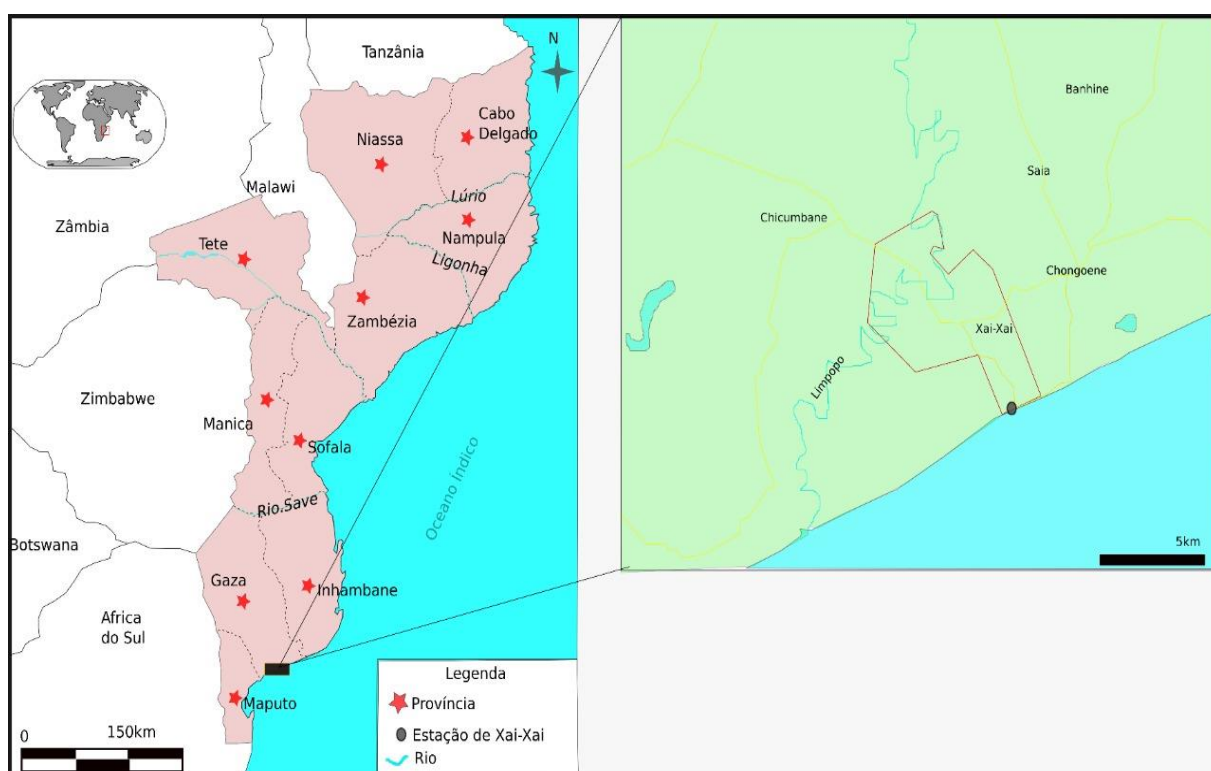 Tanzânia
N
Cabo
Delgado
Niassa
Malawi
Lúrio
Zâmbia
Nampula
Tete
Ligonha
Zambézia
Zimbabwe
Manica
Sofala
Oceano Índico
Rio Save
Botswana
Gaza
Inhambane
Africa
do Sul
Maputo
0 150km
Legenda
Província
Estação de Xai-Xai
Rio
Banhine
Saia
Chicumbane
Chongoene
Xai-Xai
Limpopo
5km